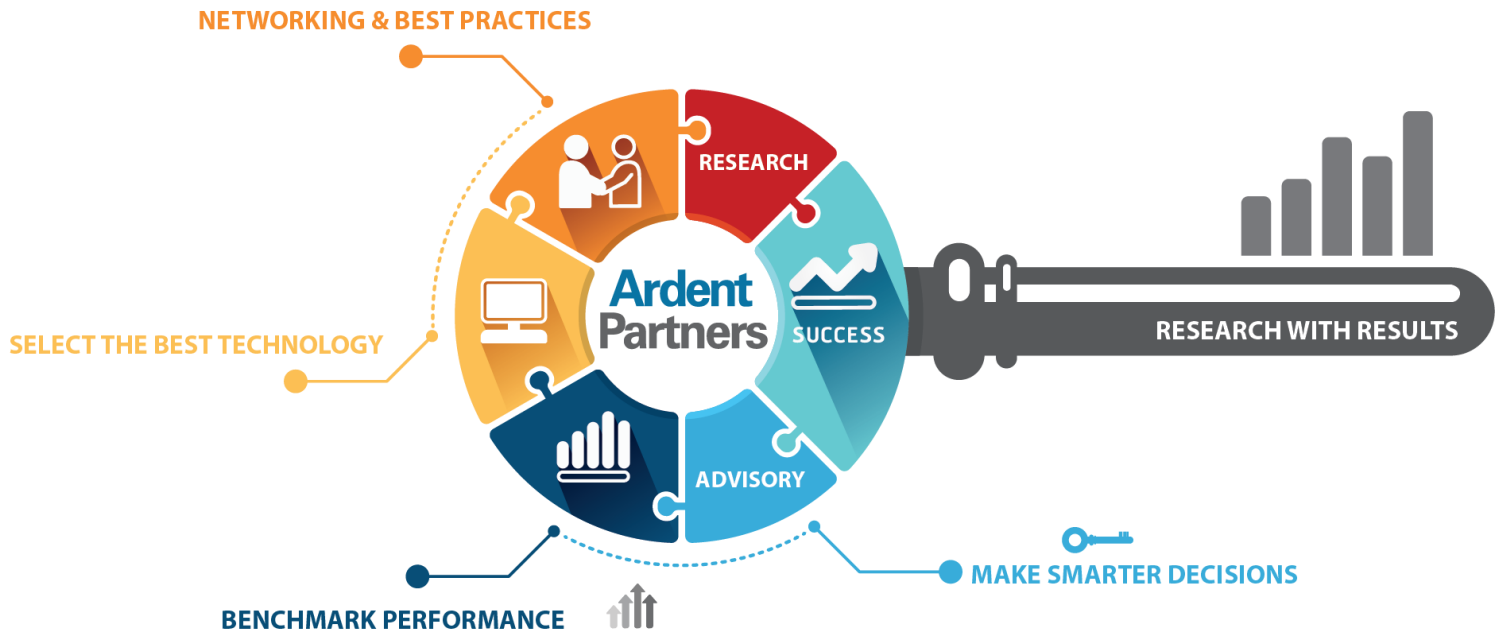 NETWORKING & BEST PRACTICES
RESEARCH
Ardent
Partners
SUCCESS
RESEARCH WITH RESULTS
SELECT THE BEST TECHNOLOGY
ADVISORY
MAKE SMARTER DECISIONS
BENCHMARK PERFORMANCE